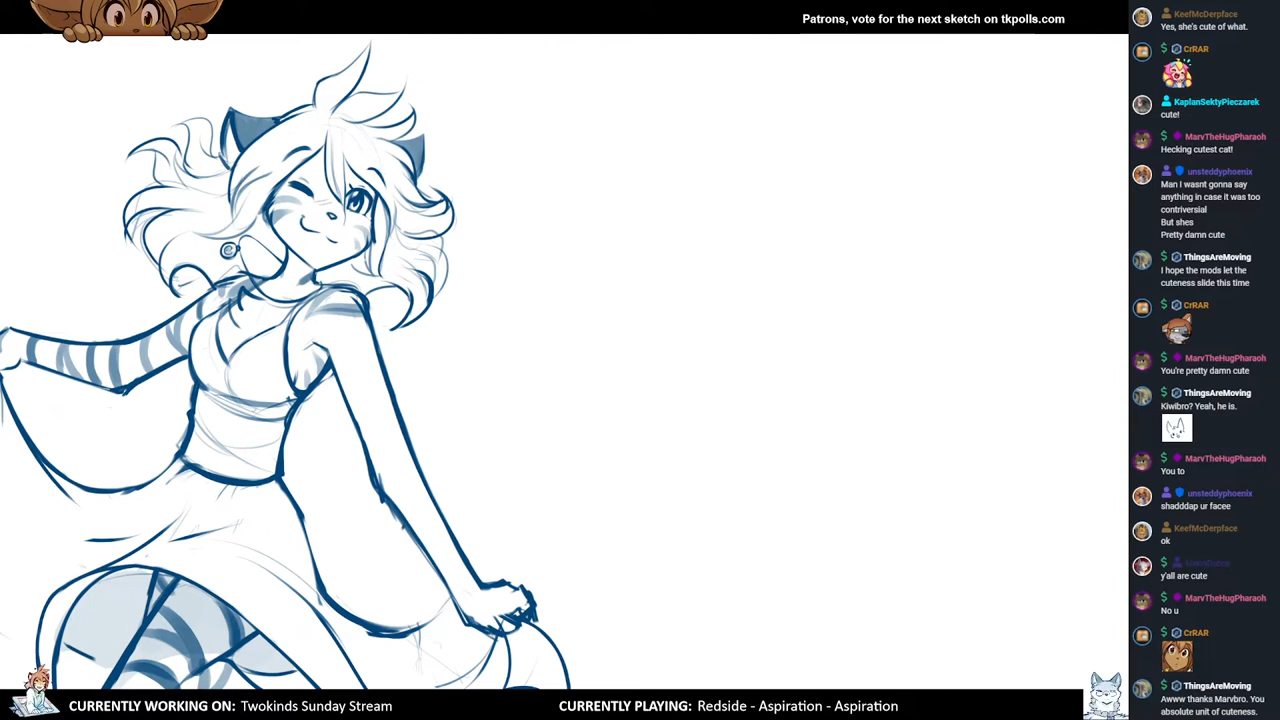 Patrons, vote for the next sketch on tkpolls.com
KeefMcDerpface
Yes, she's cute of what.
CrRAR
KaplanSektyPieczarek
cute!
MarvTheHugPharaoh
Hecking cutest cat!
unsteddyphoenix
Man I wasnt gonna say
anything in case it was too
contriversial
But shes
Pretty damn cute
ThingsAreMoving
I hope the mods let the
cuteness slide this time
CrRAR
MarvTheHugPharaoh
You're pretty damn cute
ThingsAreMoving
Kiwibro? Yeah, he is.
MarvTheHugPharaoh
You to
unsteddyphoenix
shadddap ur facee
KeefMcDerpface
ok
y'all are cute
MarvTheHugPharaoh
No u
CrRAR
ThingsAreMoving
Awww thanks Marvbro. You
absolute unit of cuteness.
CURRENTLY WORKING ON: Twokinds Sunday Stream
CURRENTLY PLAYING: Redside - Aspiration - Aspiration